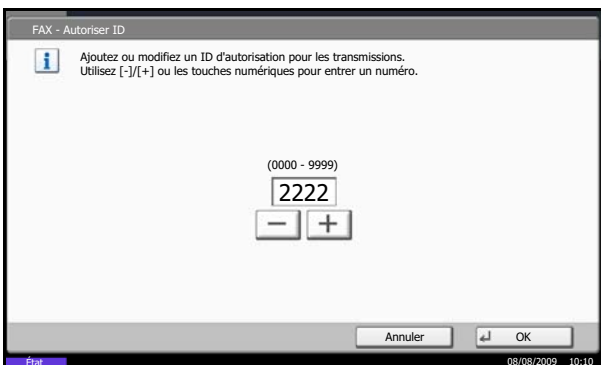 FAX - Autoriser ID
Ajoutez ou modifiez un ID d'autorisation pour les transmissions.
Utilisez [-]/[+] ou les touches numériques pour entrer un numéro.
(0000 - 9999)
2222
Annuler
OK
État
08/08/2009 10:10